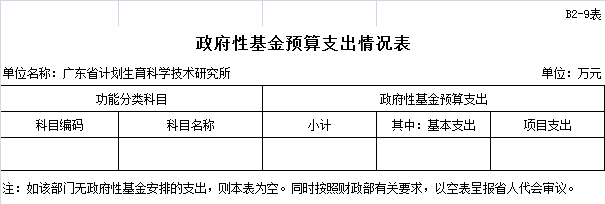 B2-9表
政府性基金预算支出情况表
单位名称：广东省计划生育科学技术研究所 单位：万元
功能分类科目 政府性基金预算支出
科目编码 科目名称 小计 其中：基本支出 项目支出
注：如该部门无政府性基金安排的支出，则本表为空。同时按照财政部有关要求，以空表呈报省人代会审议。